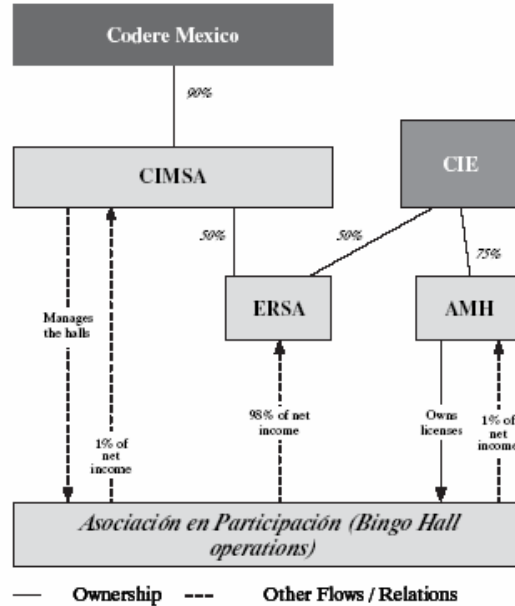 Codere Mexico
90%
CIMSA
CIE
50%
50%
75%
ERSA
AMH
Manages
the halls
1% of
net
income
98% of net
income
Owns
licenses
1% of
net
income
Asociación en Participación (Bingo Hall
operations)
Ownership
Other Flows / Relations